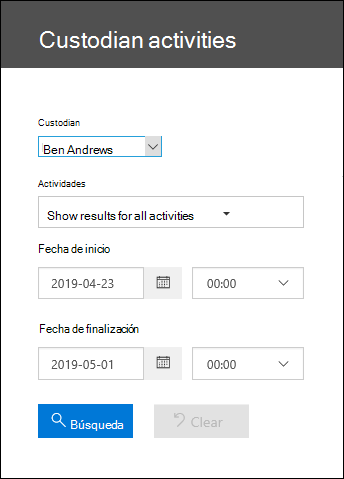 Custodian activities
Custodian
Ben Andrews
Actividades
Show results for all activities
Fecha de inicio
2019-04-23 00:00
Fecha de finalización
2019-05-01 00:00
Búsqueda Clear